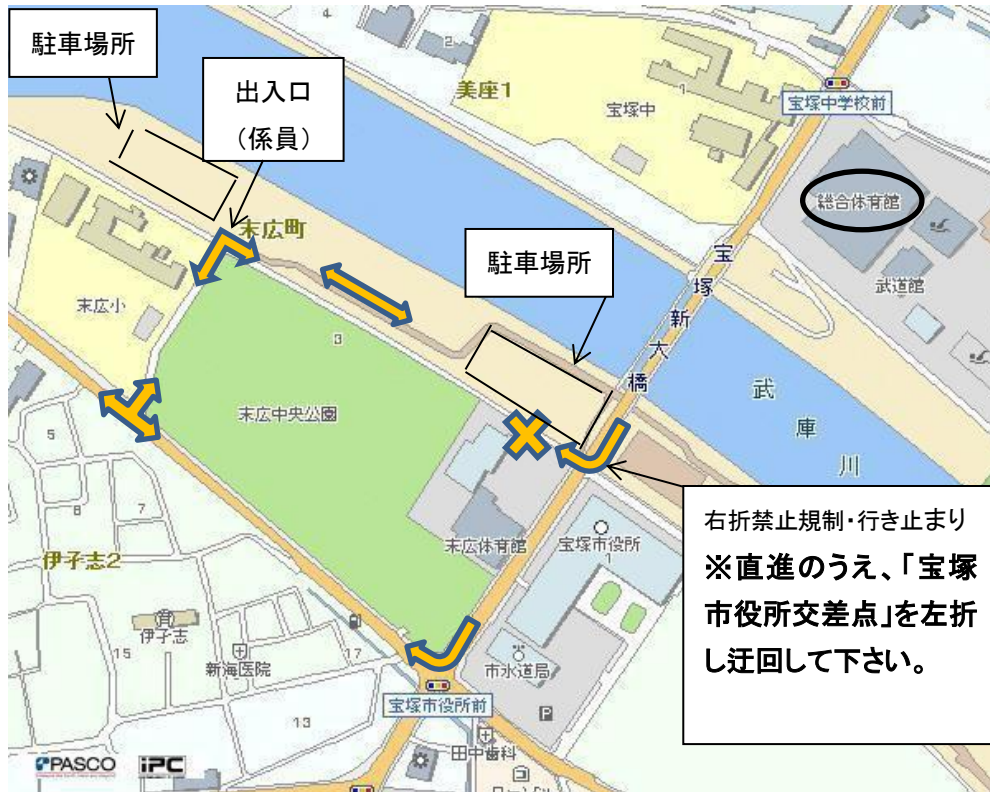 駐車場所
出入口
(係員)
4
2
美座1
宝塚中
1
宝塚中学校前
総合体育館
武道館
末広町
駐車場所
宝塚新大橋
武庫川
末広小
3
末広中央公園
5
8
7
伊子志2
末広体育館
宝塚市役所
1
右折禁止規制・行き止まり
※直進のうえ、「宝塚
市役所交差点」を左折
し迂回して下さい。
伊子志
15
新海医院
17
市水道局
宝塚市役所前
13
P
田中歯科
PASCO
iPC